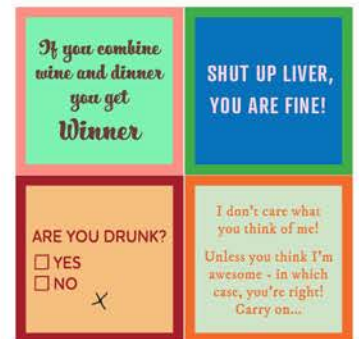 If you combine
wine and dinner
you get
Winner
SHUT UP LIVER,
YOU ARE FINE!
ARE YOU DRUNK?
☐ YES
☐ NO
X
I don't care what
you think of me!
Unless you think I'm
awesome - in which
case, you're right!
Carry on...